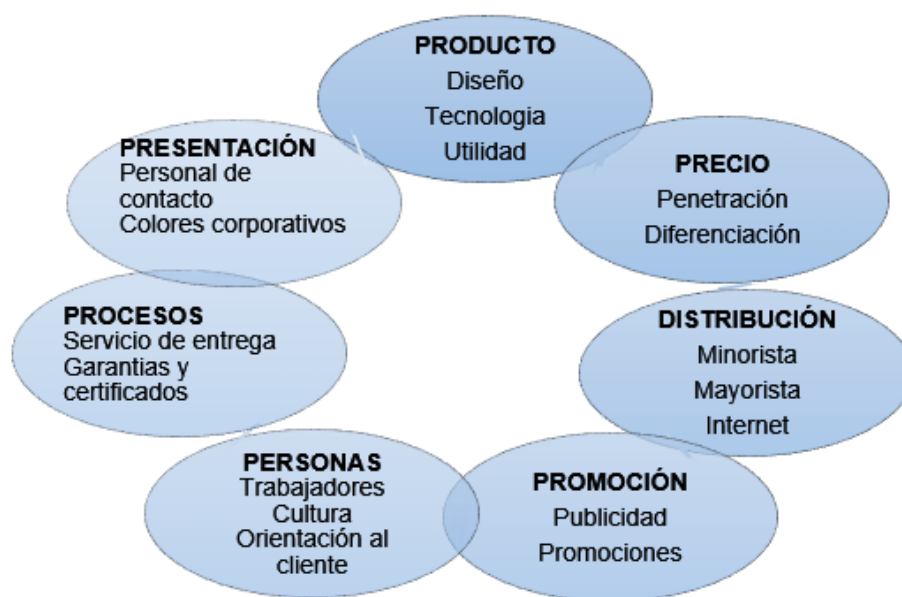 PRODUCTO
Diseño
Tecnologia
Utilidad
PRECIO
Penetración
Diferenciación
DISTRIBUCIÓN
Minorista
Mayorista
Internet
PROMOCIÓN
Publicidad
Promociones
PERSONAS
Trabajadores
Cultura
Orientación al
cliente
PROCESOS
Servicio de entrega
Garantias y
certificados
PRESENTACIÓN
Personal de
contacto
Colores corporativos